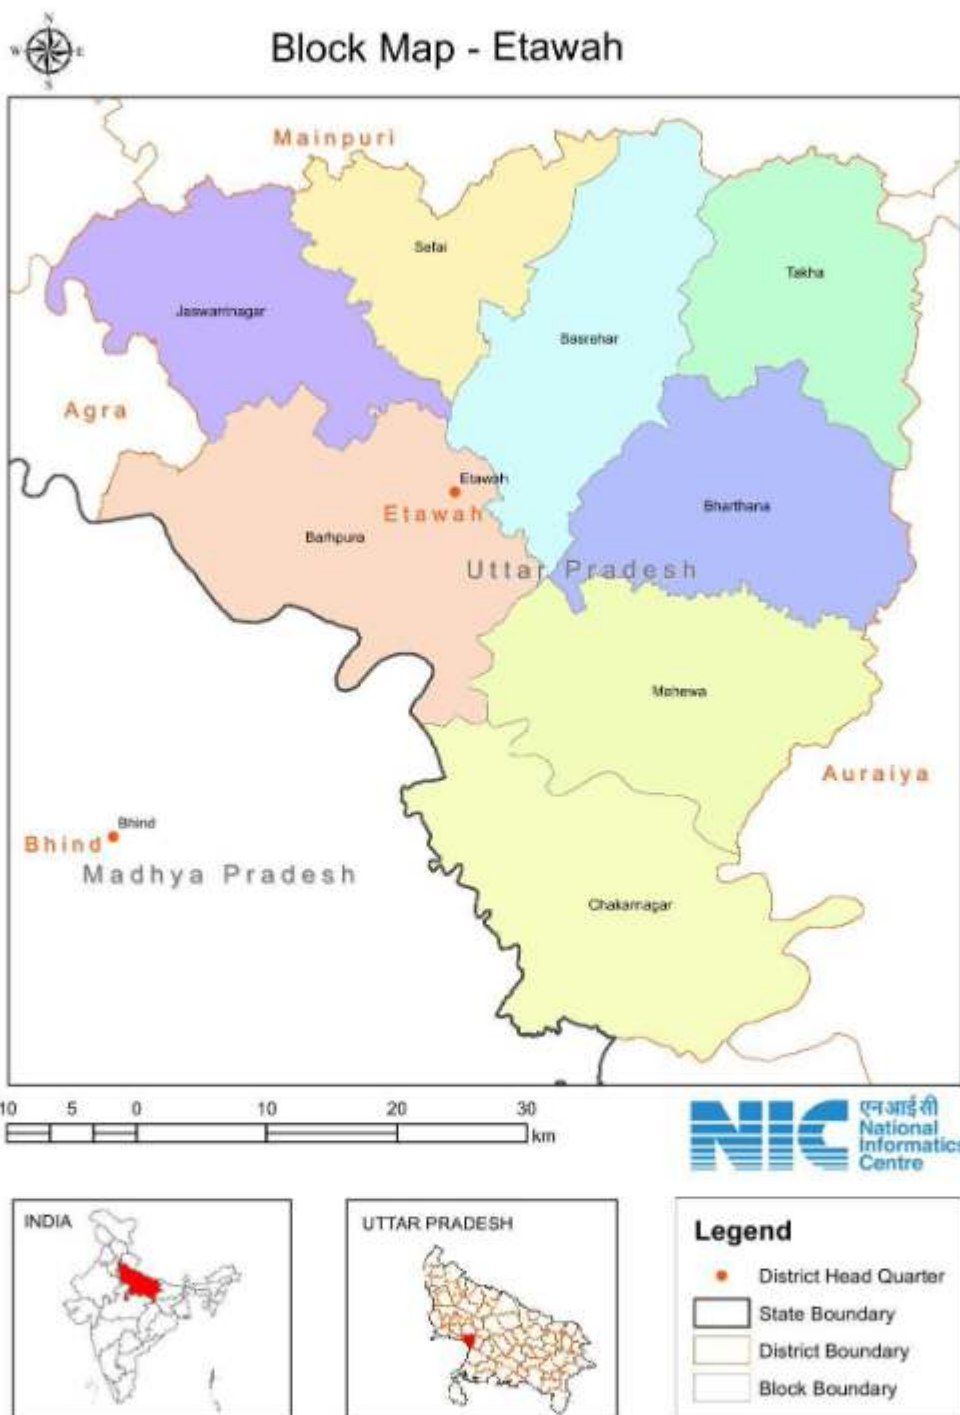 Block Map - Etawah
N
W
E
S
Mainpuri
Sefai
Takha
Jaswantnagar
Basrehar
Agra
Etawah
Etawah
Bharthana
Barhpura
Uttar Pradesh
Mahewa
Auraiya
Bhind
Bhind
Madhya Pradesh
Chakarnagar
10 5 0 10 20 30
km
NIC
एनआईसी
National
Informatics
Centre
INDIA
UTTAR PRADESH
Legend
District Head Quarter
State Boundary
District Boundary
Block Boundary